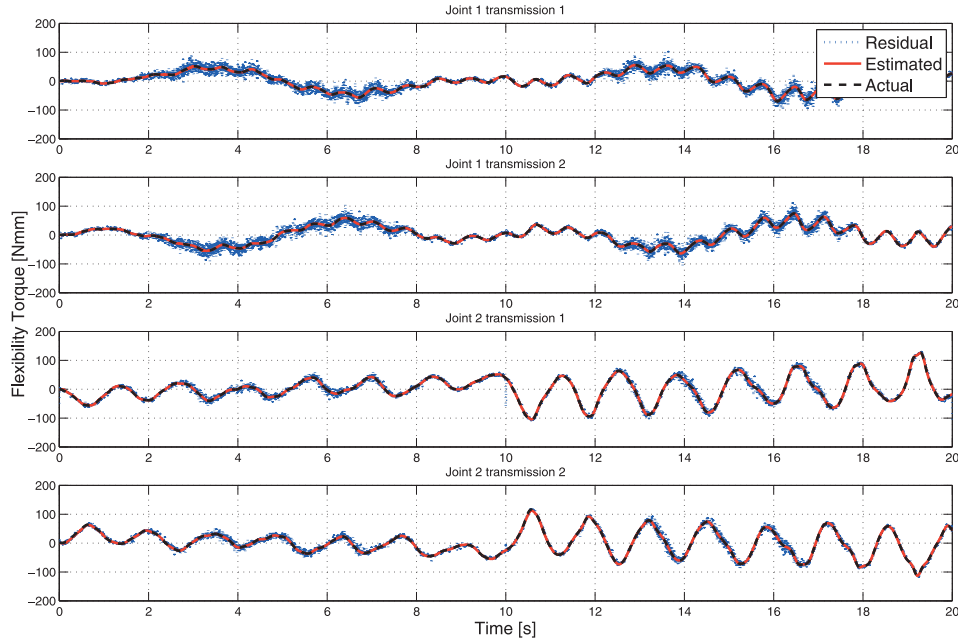 Joint 1 transmission 1
200
100
0
−100
−200
0 2 4 6 8 10 12 14 16 18 20
Residual
Estimated
Actual
Joint 1 transmission 2
200
100
0
−100
−200
0 2 4 6 8 10 12 14 16 18 20
Flexibility Torque [Nmm]
Joint 2 transmission 1
200
100
0
−100
−200
0 2 4 6 8 10 12 14 16 18 20
Joint 2 transmission 2
200
100
0
−100
−200
0 2 4 6 8 10 12 14 16 18 20
Time [s]